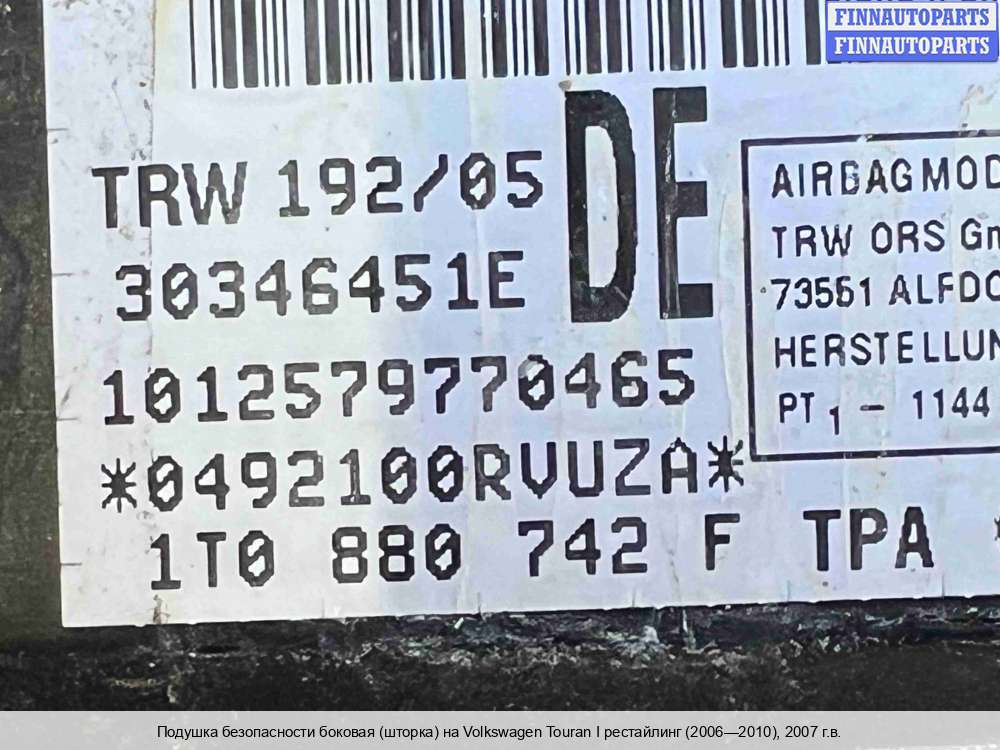 FINNAUTOPARTS
FINNAUTOPARTS
DE
TRW 192/05
30346451E
1012579770465
*0492100RVUZA*
1T0 880 742 F TPA
AIRBAGMOD
TRW ORS Gm
73561 ALFDO
HERSTELLUN
PT1 - 1144
Подушка безопасности боковая (шторка) на Volkswagen Touran I рестайлинг (2006—2010), 2007 г.в.